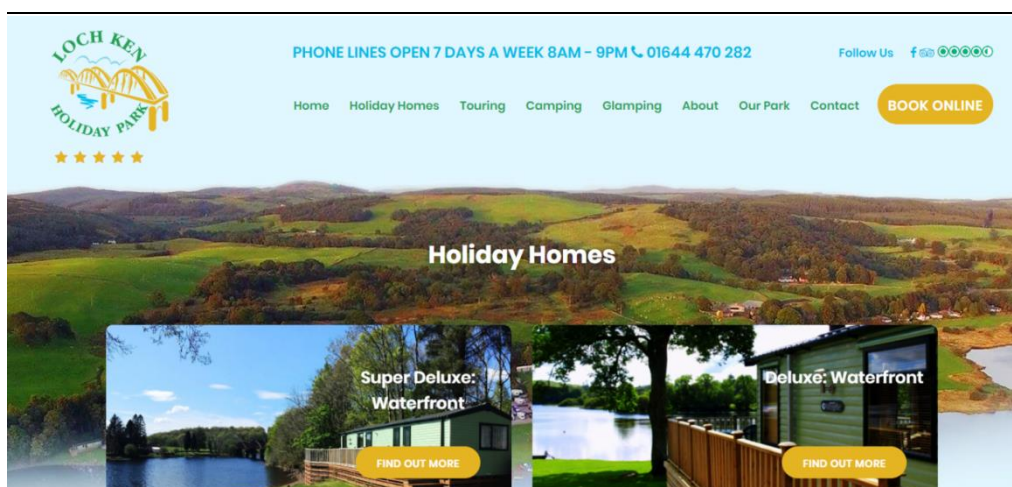 LOCH KEN
HOLIDAY PARK
PHONE LINES OPEN 7 DAYS A WEEK 8AM - 9PM 01644 470 282
Follow Us
Home Holiday Homes Touring Camping Glamping About Our Park Contact BOOK ONLINE
Holiday Homes
Super Deluxe:
Waterfront
FIND OUT MORE
Deluxe: Waterfront
FIND OUT MORE